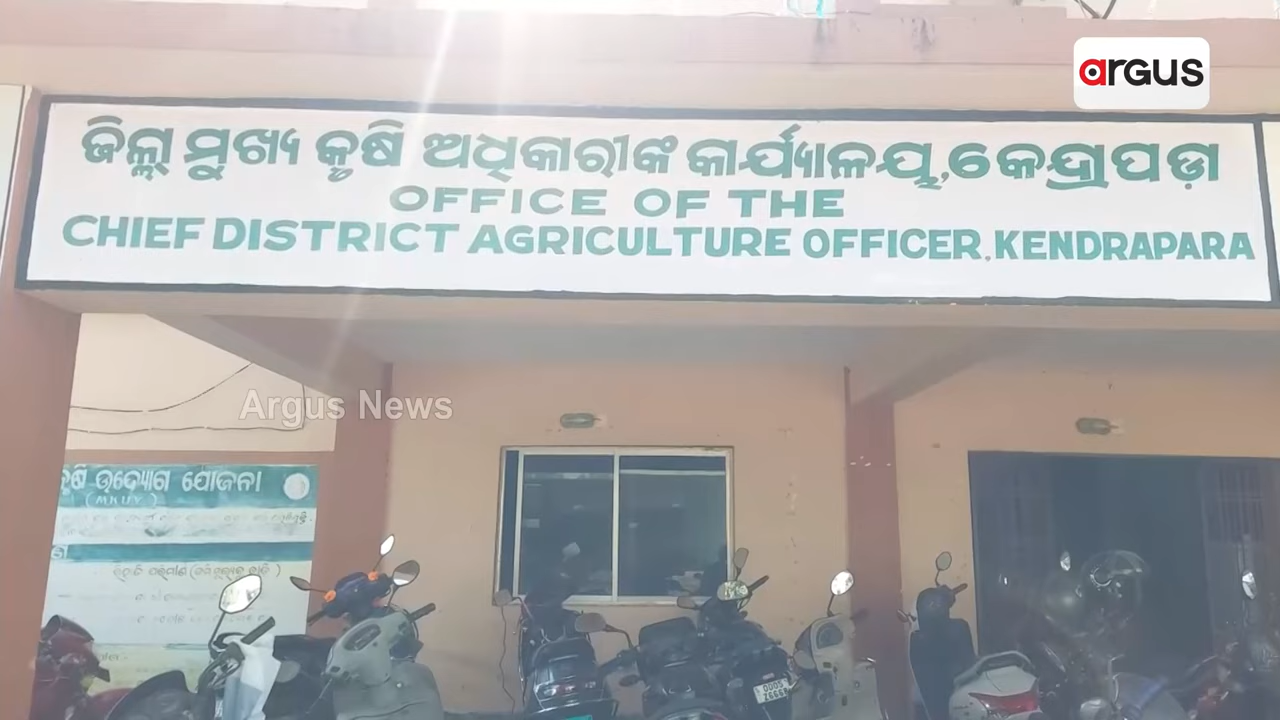 argus
ଜିଲ୍ଲା ମୁଖ୍ୟ କୃଷି ଅଧିକାରୀଙ୍କ କାର୍ଯ୍ୟାଳୟ,କେନ୍ଦ୍ରାପଡ଼ା
OFFICE OF THE
CHIEF DISTRICT AGRICULTURE OFFICER, KENDRAPARA
Argus News
କୃଷି ଉଦ୍ୟୋଗ ଯୋଜନା
(MKUY)